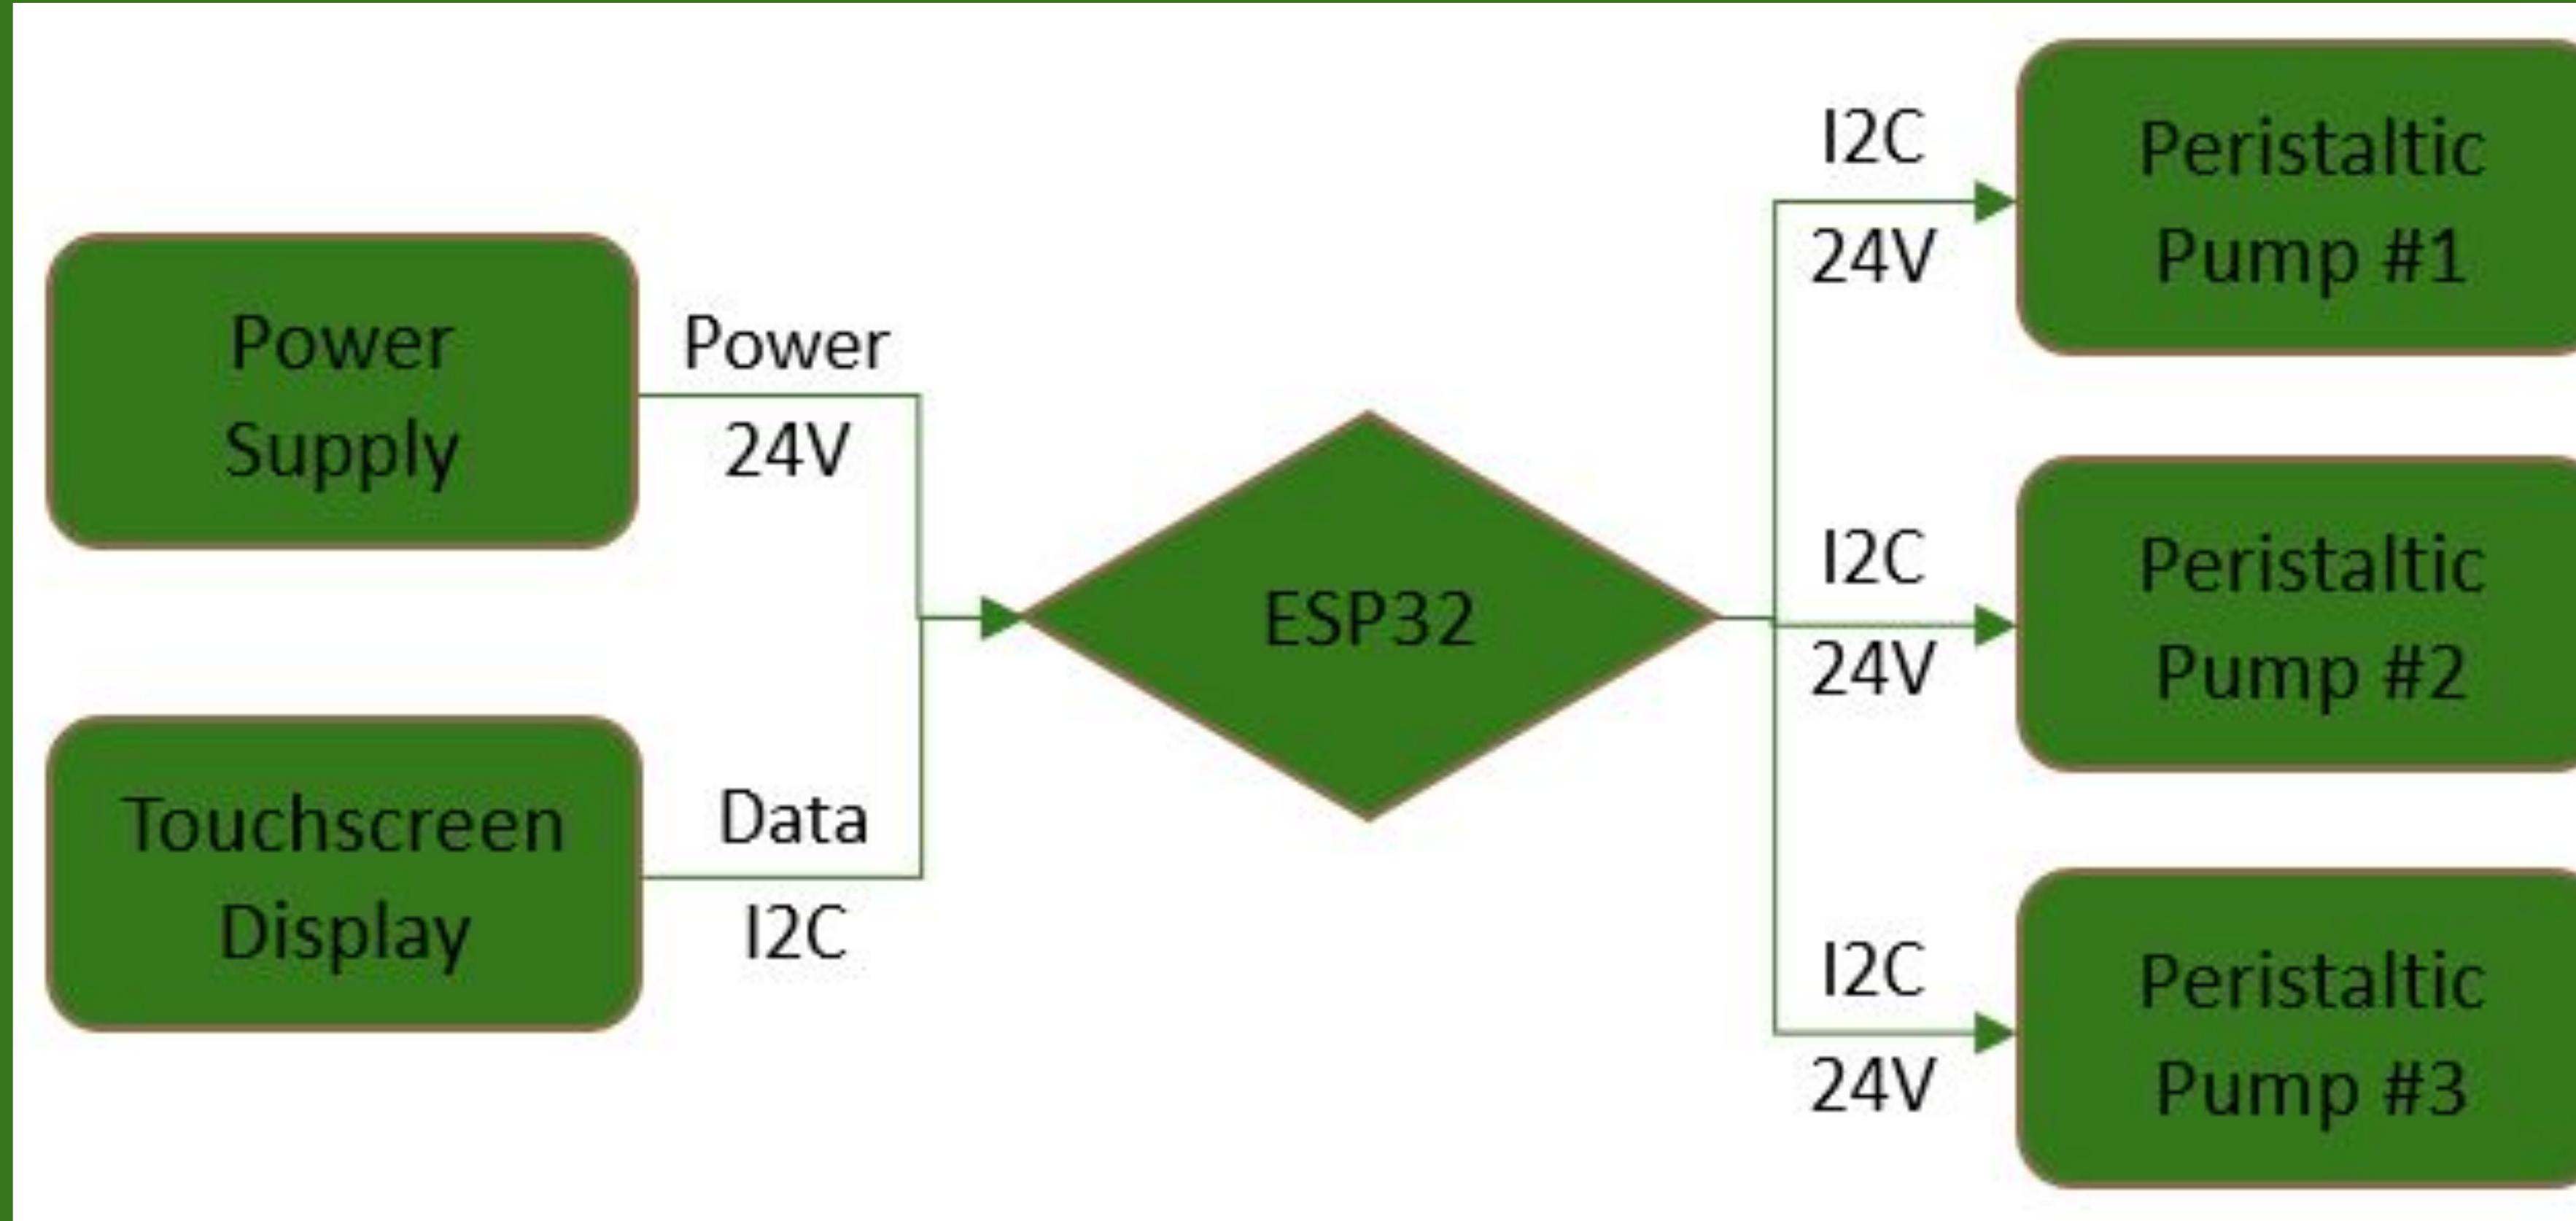 Power
Supply
Power
24V
Touchscreen
Display
Data
I2C
ESP32
I2C
24V
Peristaltic
Pump #1
I2C
24V
Peristaltic
Pump #2
I2C
24V
Peristaltic
Pump #3